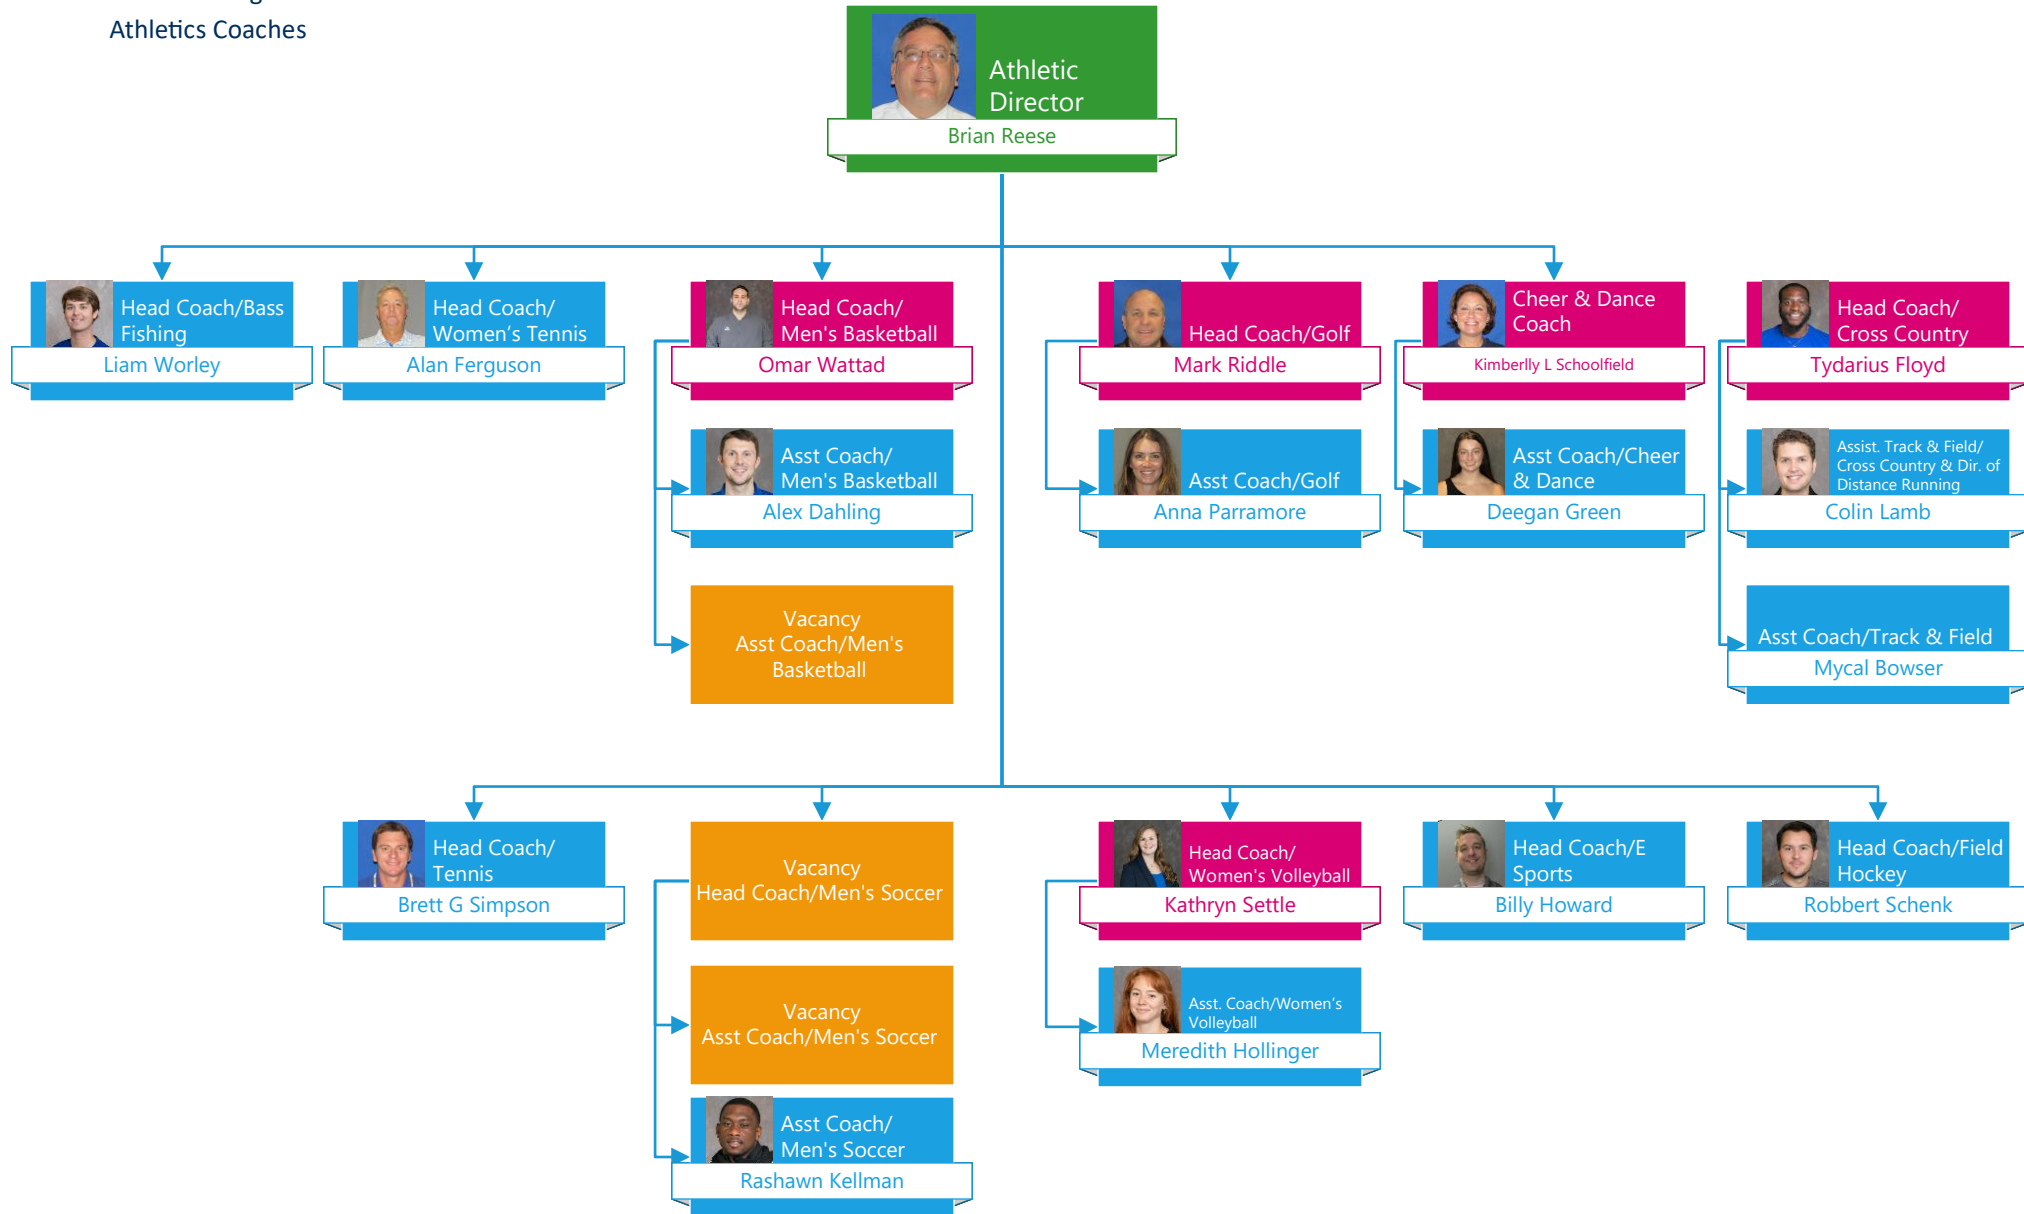 Athletics Coaches
Athletic
Director
Brian Reese
Head Coach/Bass
Fishing
Liam Worley
Head Coach/
Women’s Tennis
Alan Ferguson
Head Coach/
Men's Basketball
Omar Wattad
Head Coach/Golf
Mark Riddle
Cheer & Dance
Coach
Kimberlly L Schoolfield
Head Coach/
Cross Country
Tydarius Floyd
Asst Coach/
Men's Basketball
Alex Dahling
Asst Coach/Golf
Anna Parramore
Asst Coach/Cheer
& Dance
Deegan Green
Assist. Track & Field/
Cross Country & Dir. of
Distance Running
Colin Lamb
Vacancy
Asst Coach/Men's
Basketball
Asst Coach/Track & Field
Mycal Bowser
Head Coach/
Tennis
Brett G Simpson
Vacancy
Head Coach/Men's Soccer
Head Coach/
Women's Volleyball
Kathryn Settle
Head Coach/E
Sports
Billy Howard
Head Coach/Field
Hockey
Robbert Schenk
Vacancy
Asst Coach/Men's Soccer
Asst. Coach/Women’s
Volleyball
Meredith Hollinger
Asst Coach/
Men's Soccer
Rashawn Kellman